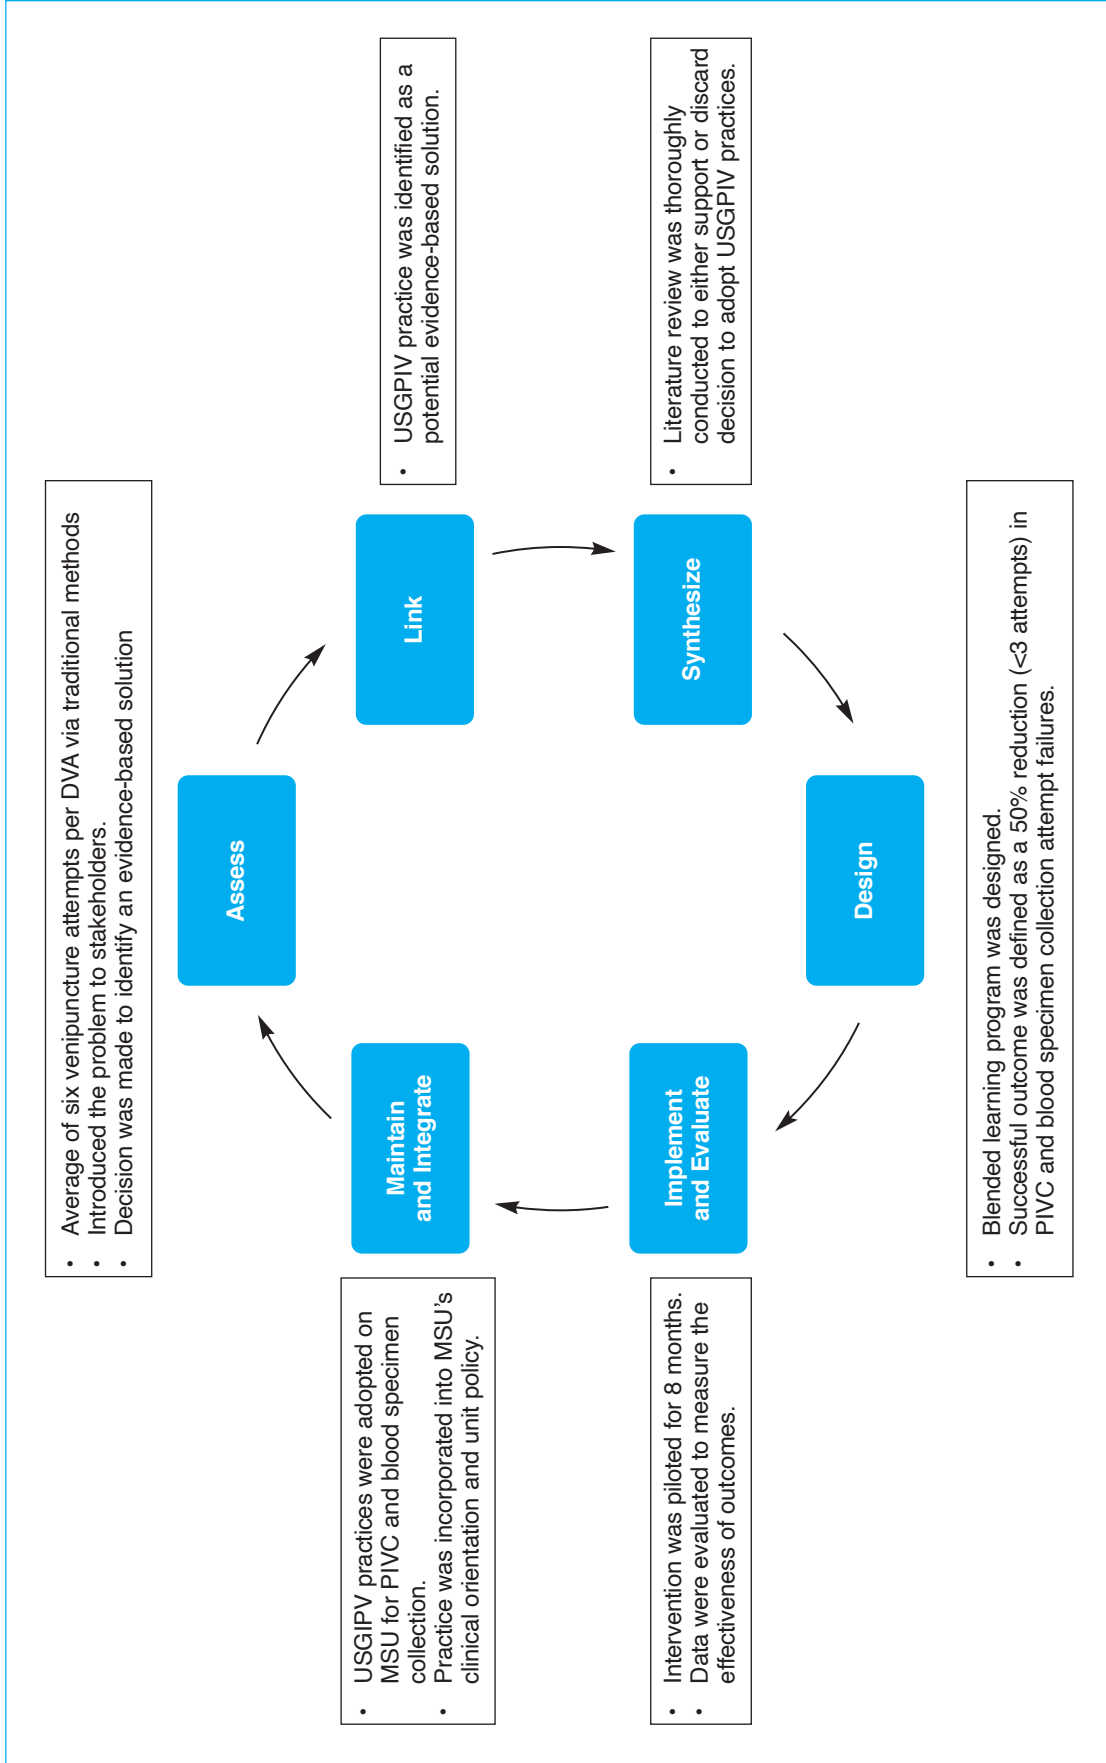 • Average of six venipuncture attempts per DVA via traditional methods
• Introduced the problem to stakeholders.
• Decision was made to identify an evidence-based solution
Assess
Link
• USGPIV practice was identified as a
potential evidence-based solution.
Synthesize
• Literature review was thoroughly
conducted to either support or discard
decision to adopt USGPIV practices.
Design
• Blended learning program was designed.
• Successful outcome was defined as a 50% reduction (<3 attempts) in
PIVC and blood specimen collection attempt failures.
Implement
and Evaluate
• Intervention was piloted for 8 months.
• Data were evaluated to measure the
effectiveness of outcomes.
Maintain
and Integrate
• USGIPV practices were adopted on
MSU for PIVC and blood specimen
collection.
• Practice was incorporated into MSU's
clinical orientation and unit policy.